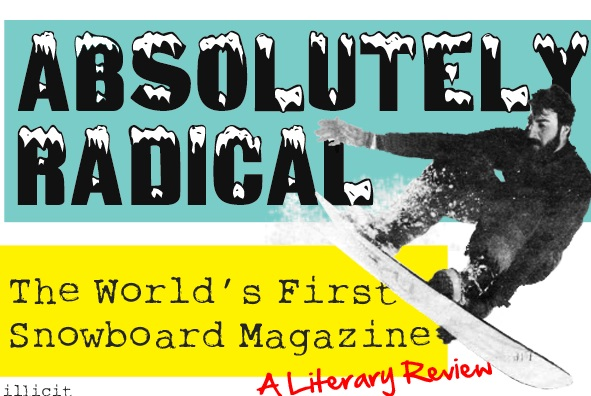 ABSOLUTELY
RADICAL
The World's First
Snowboard Magazine
A Literary Review
illicit